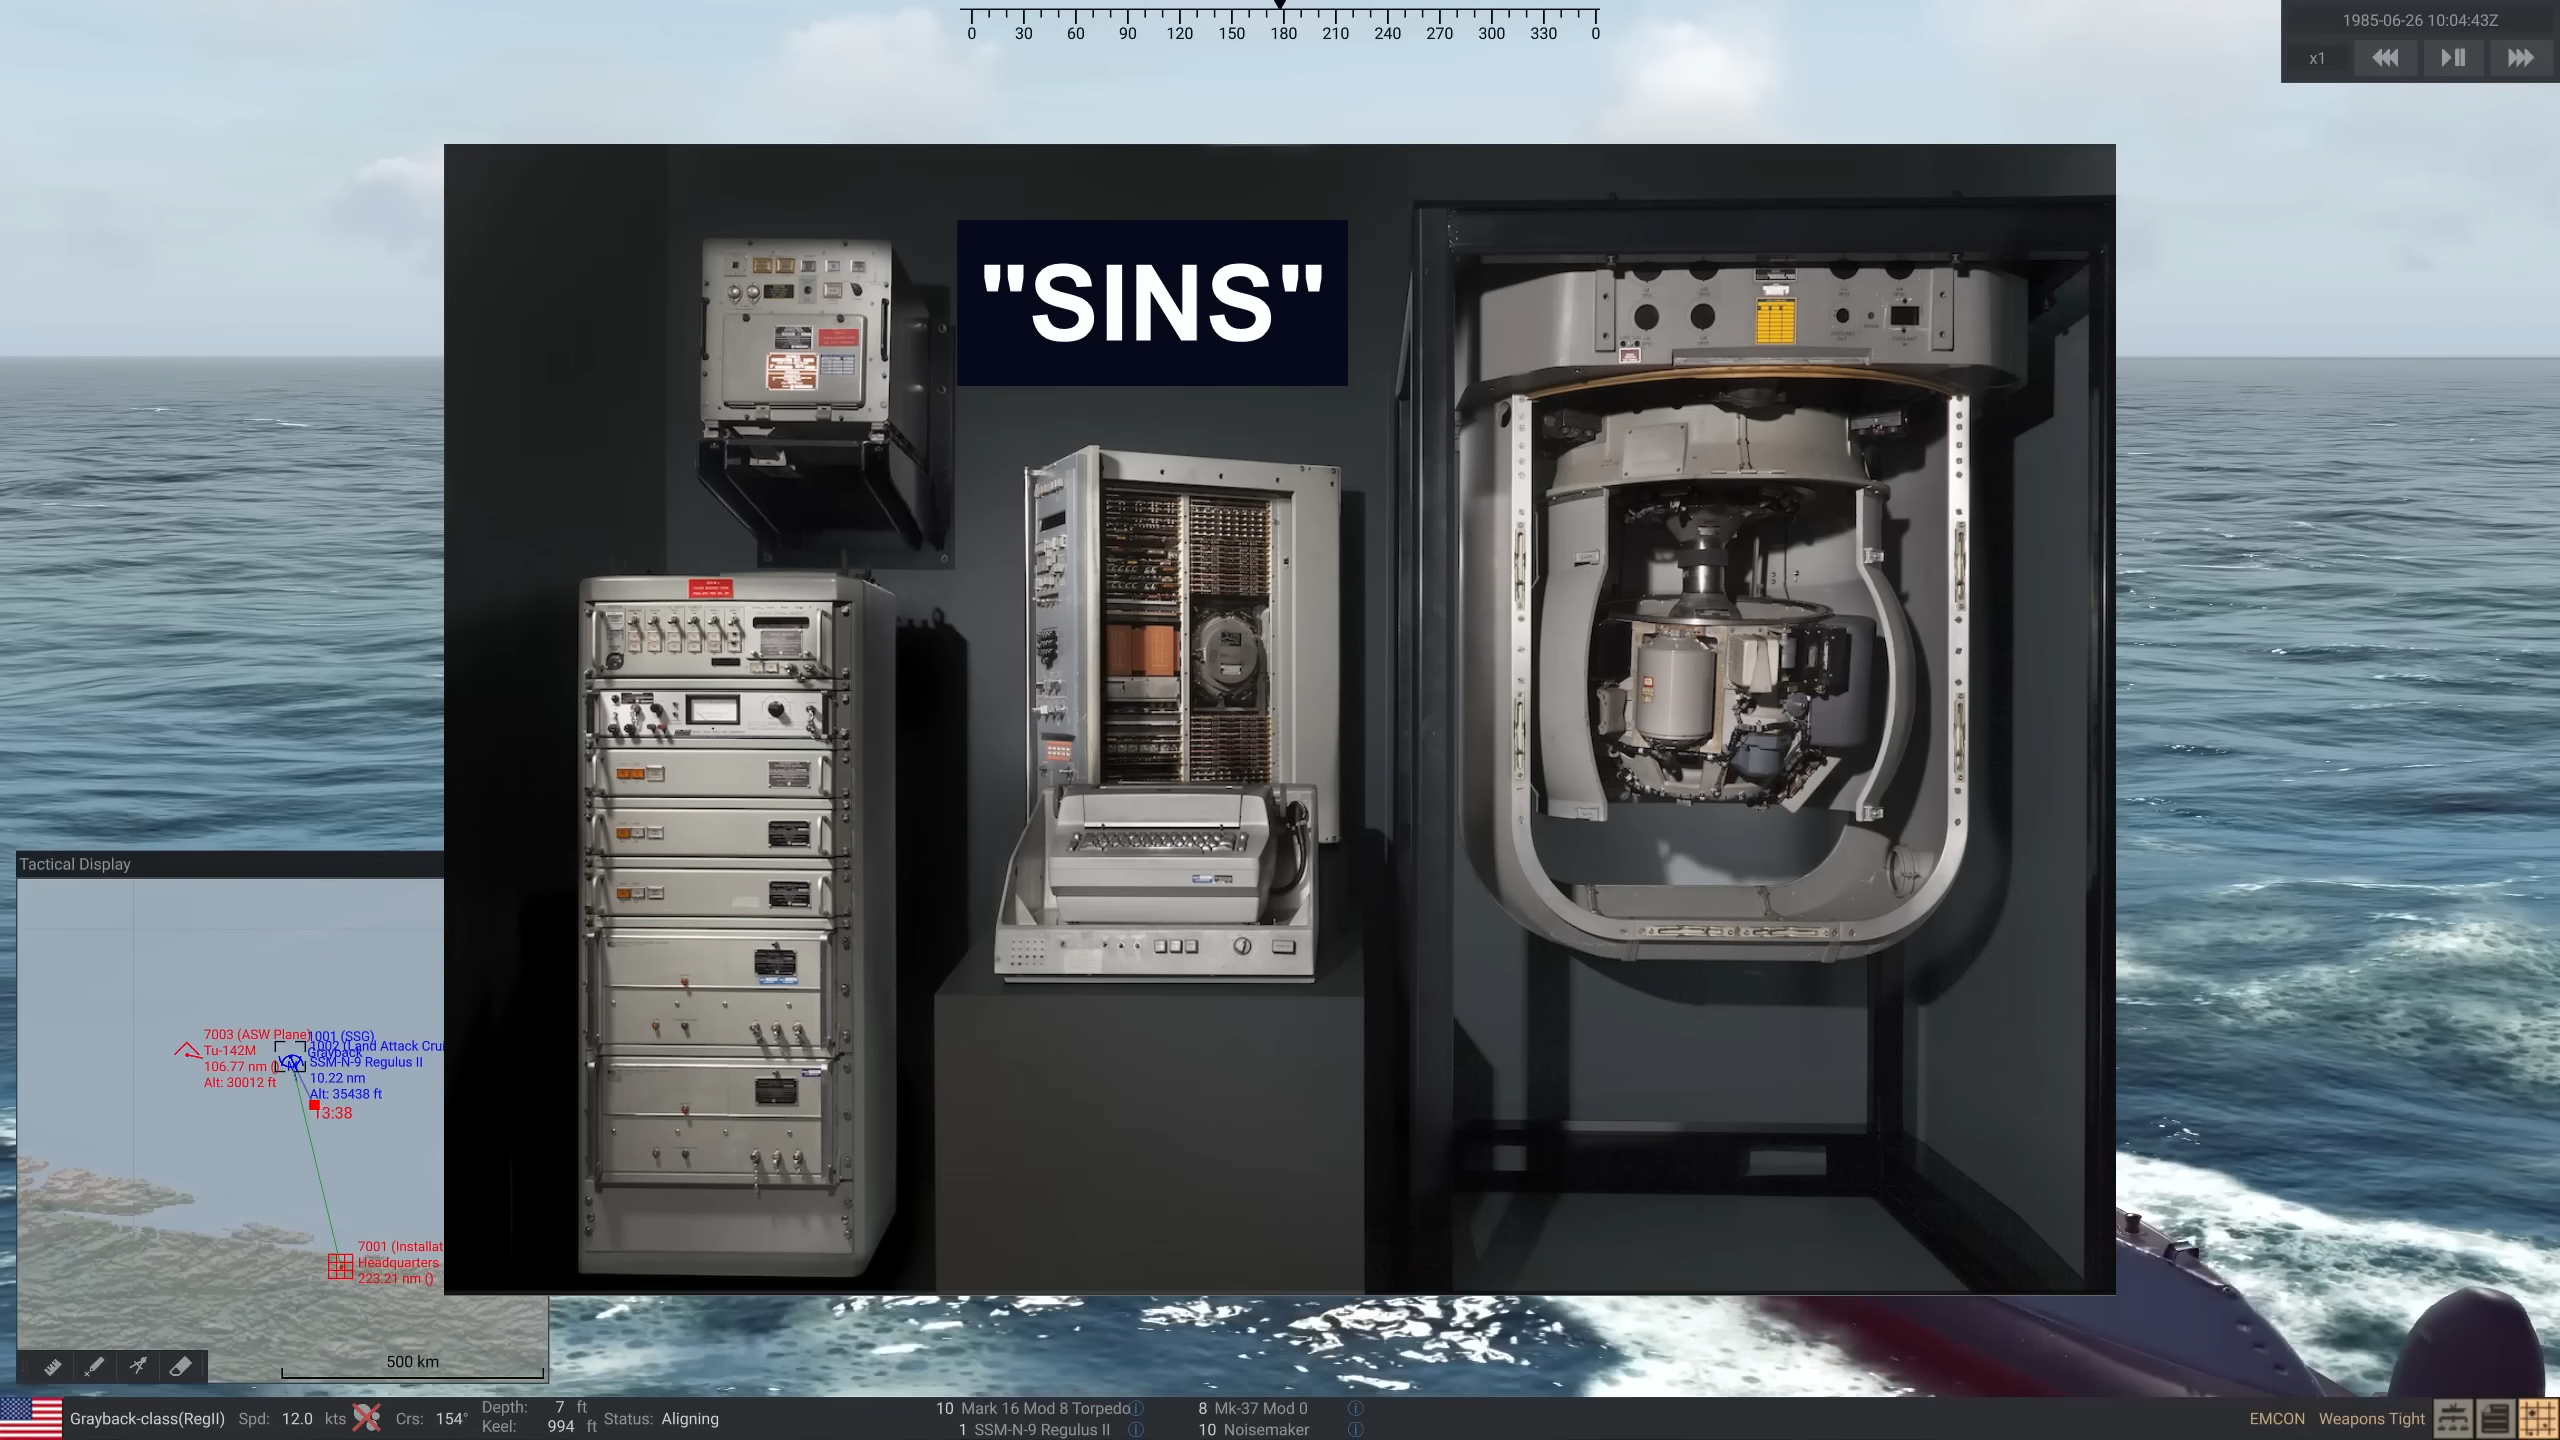 0 30 60 90 120 150 180 210 240 270 300 330 0
1985-06-26 10:04:43Z
x1
"SINS"
Tactical Display
7003 (ASW Plane)
Tu-142M
106.77 nm ()
Alt: 30012 ft
1001 (SSG)
Grayback
1002 (Land Attack Crui
SSM-N-9 Regulus II
10.22 nm
Alt: 35438 ft
13:38
7001 (Installat
Headquarters
223.21 nm ()
500 km
Grayback-class(RegII) Spd: 12.0 kts Crs: 154° Depth: 7 ft Keel: 994 ft Status: Aligning
10 Mark 16 Mod 8 Torpedo 8 Mk-37 Mod 0
1 SSM-N-9 Regulus II 10 Noisemaker
EMCON Weapons Tight